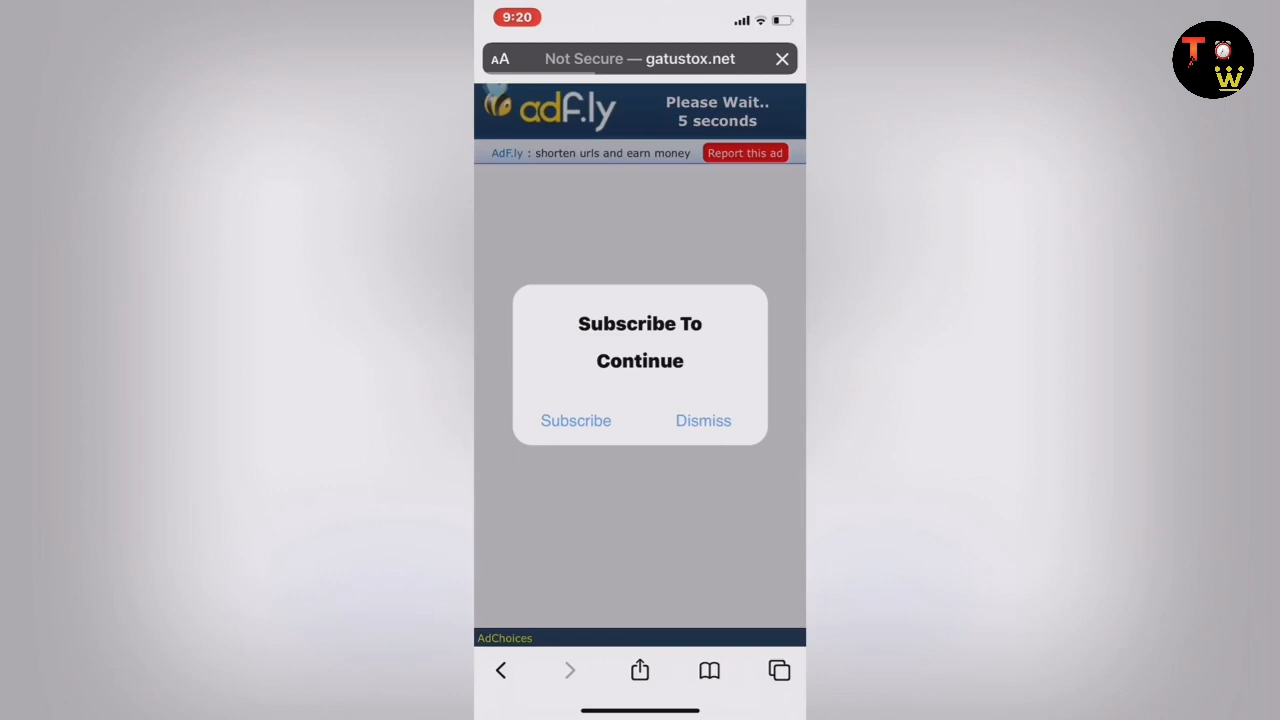 9:20
T
W
AA Not Secure — gatustox.net
adf.ly
Please Wait..
5 seconds
AdF.ly : shorten urls and earn money Report this ad
Subscribe To
Continue
Subscribe Dismiss
AdChoices